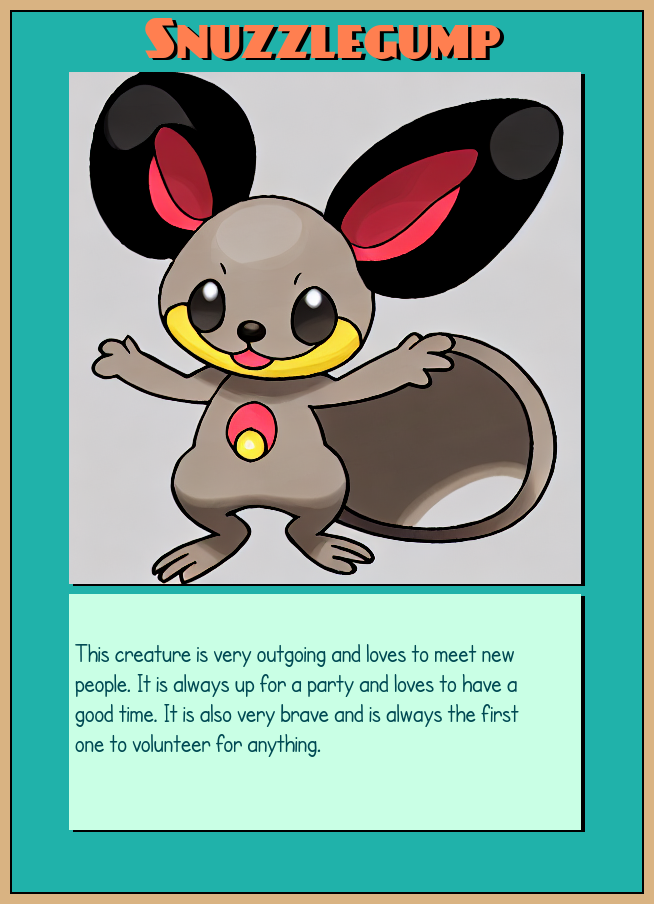 Snuzzlegump
This creature is very outgoing and loves to meet new
people. It is always up for a party and loves to have a
good time. It is also very brave and is always the first
one to volunteer for anything.